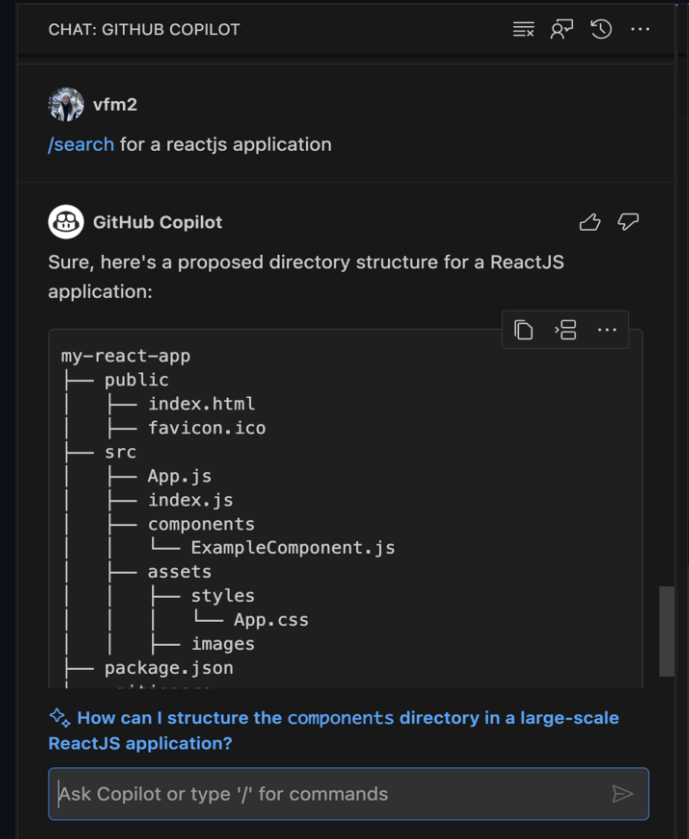 CHAT: GITHUB COPILOT
vfm2
/search for a reactjs application
GitHub Copilot
Sure, here's a proposed directory structure for a ReactJS
application:
my-react-app
├── public
│   ├── index.html
│   ├── favicon.ico
├── src
│   ├── App.js
│   ├── index.js
│   ├── components
│   │   └── ExampleComponent.js
│   ├── assets
│   │   ├── styles
│   │   │   └── App.css
│   │   ├── images
├── package.json
How can I structure the components directory in a large-scale
ReactJS application?
Ask Copilot or type '/' for commands